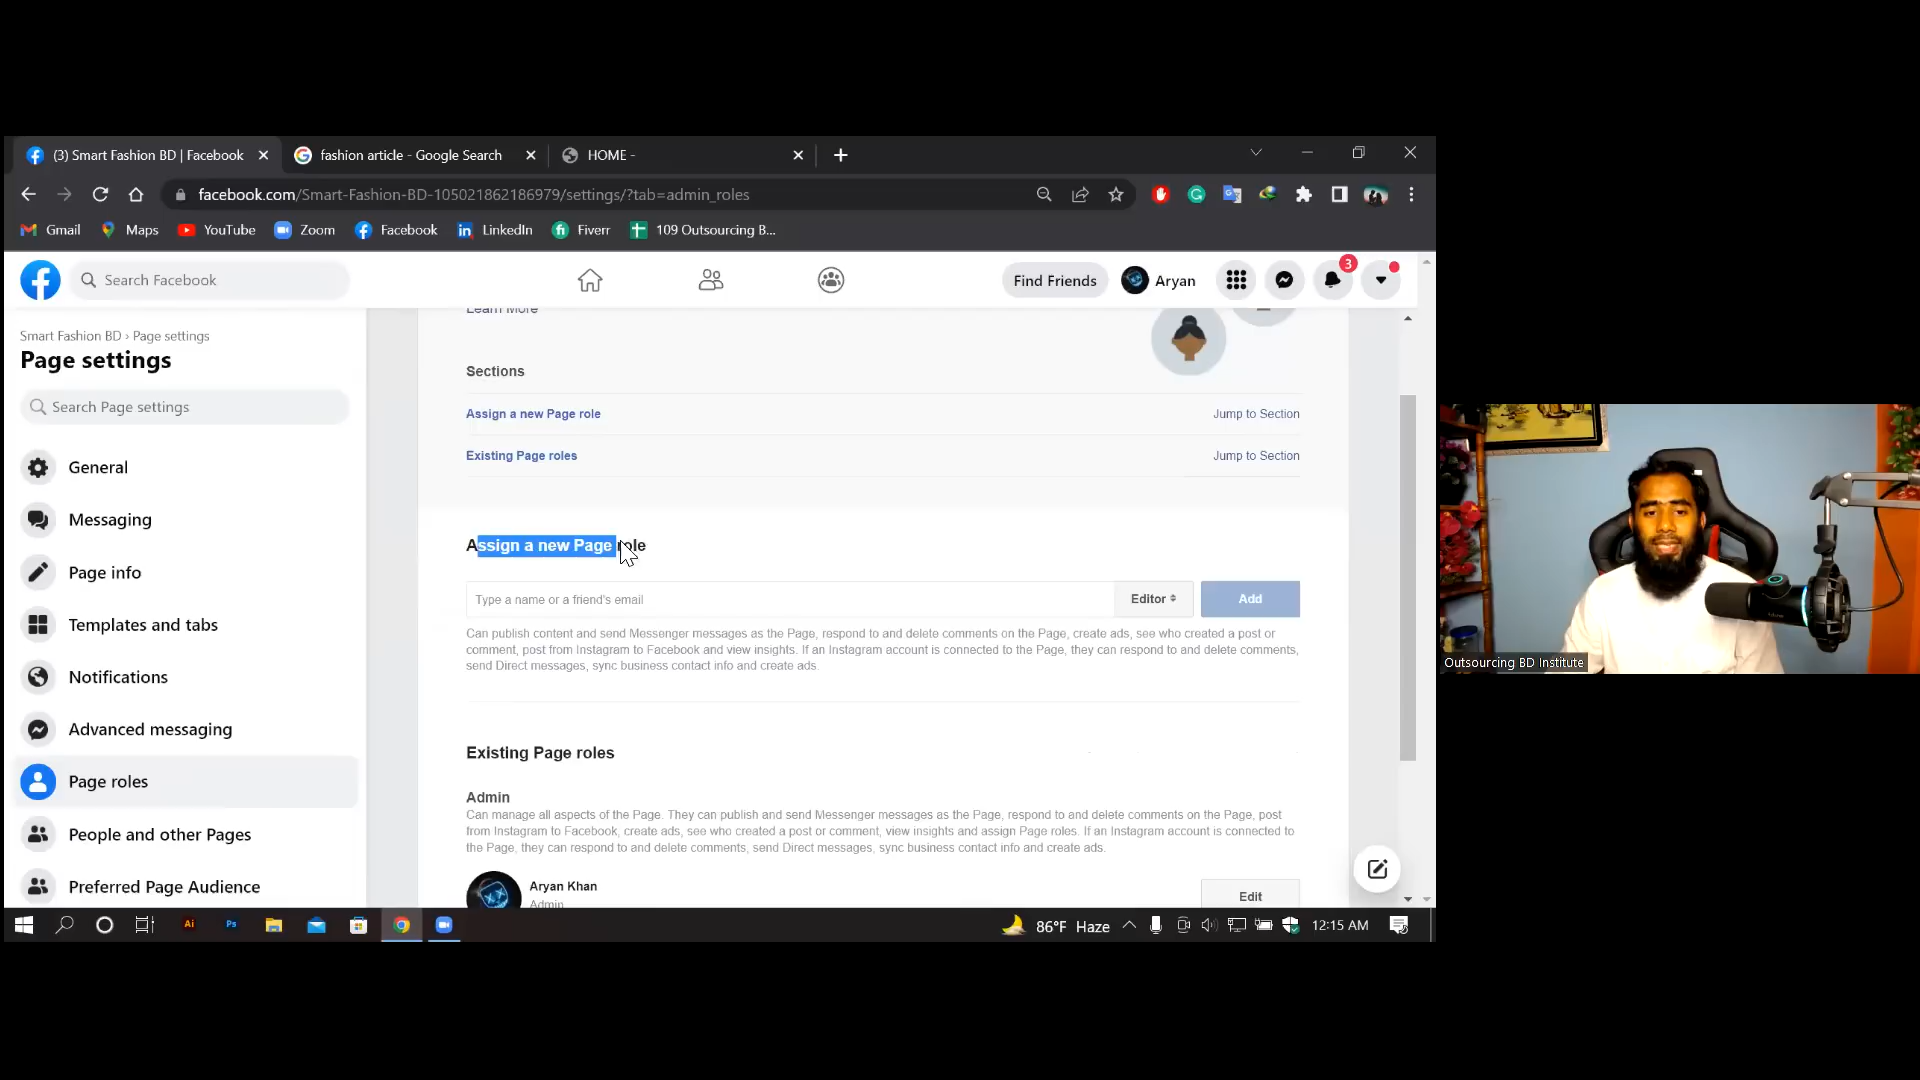 (3) Smart Fashion BD | Facebook
fashion article - Google Search
HOME -
facebook.com/Smart-Fashion-BD-105021862186979/settings/?tab=admin_roles
Gmail
Maps
YouTube
Zoom
Facebook
LinkedIn
Fiverr
109 Outsourcing B...
Search Facebook
Find Friends
Aryan
3
Smart Fashion BD › Page settings
Page settings
Search Page settings
General
Messaging
Page info
Templates and tabs
Notifications
Advanced messaging
Page roles
People and other Pages
Preferred Page Audience
Learn More
Sections
Assign a new Page role
Jump to Section
Existing Page roles
Jump to Section
Assign a new Page role
Type a name or a friend's email
Editor
Add
Can publish content and send Messenger messages as the Page, respond to and delete comments on the Page, create ads, see who created a post or
comment, post from Instagram to Facebook and view insights. If an Instagram account is connected to the Page, they can respond to and delete comments,
send Direct messages, sync business contact info and create ads.
Existing Page roles
Admin
Can manage all aspects of the Page. They can publish and send Messenger messages as the Page, respond to and delete comments on the Page, post
from Instagram to Facebook, create ads, see who created a post or comment, view insights and assign Page roles. If an Instagram account is connected to
the Page, they can respond to and delete comments, send Direct messages, sync business contact info and create ads.
Aryan Khan
Admin
Edit
Ai
Ps
86°F Haze
12:15 AM
Outsourcing BD Institute